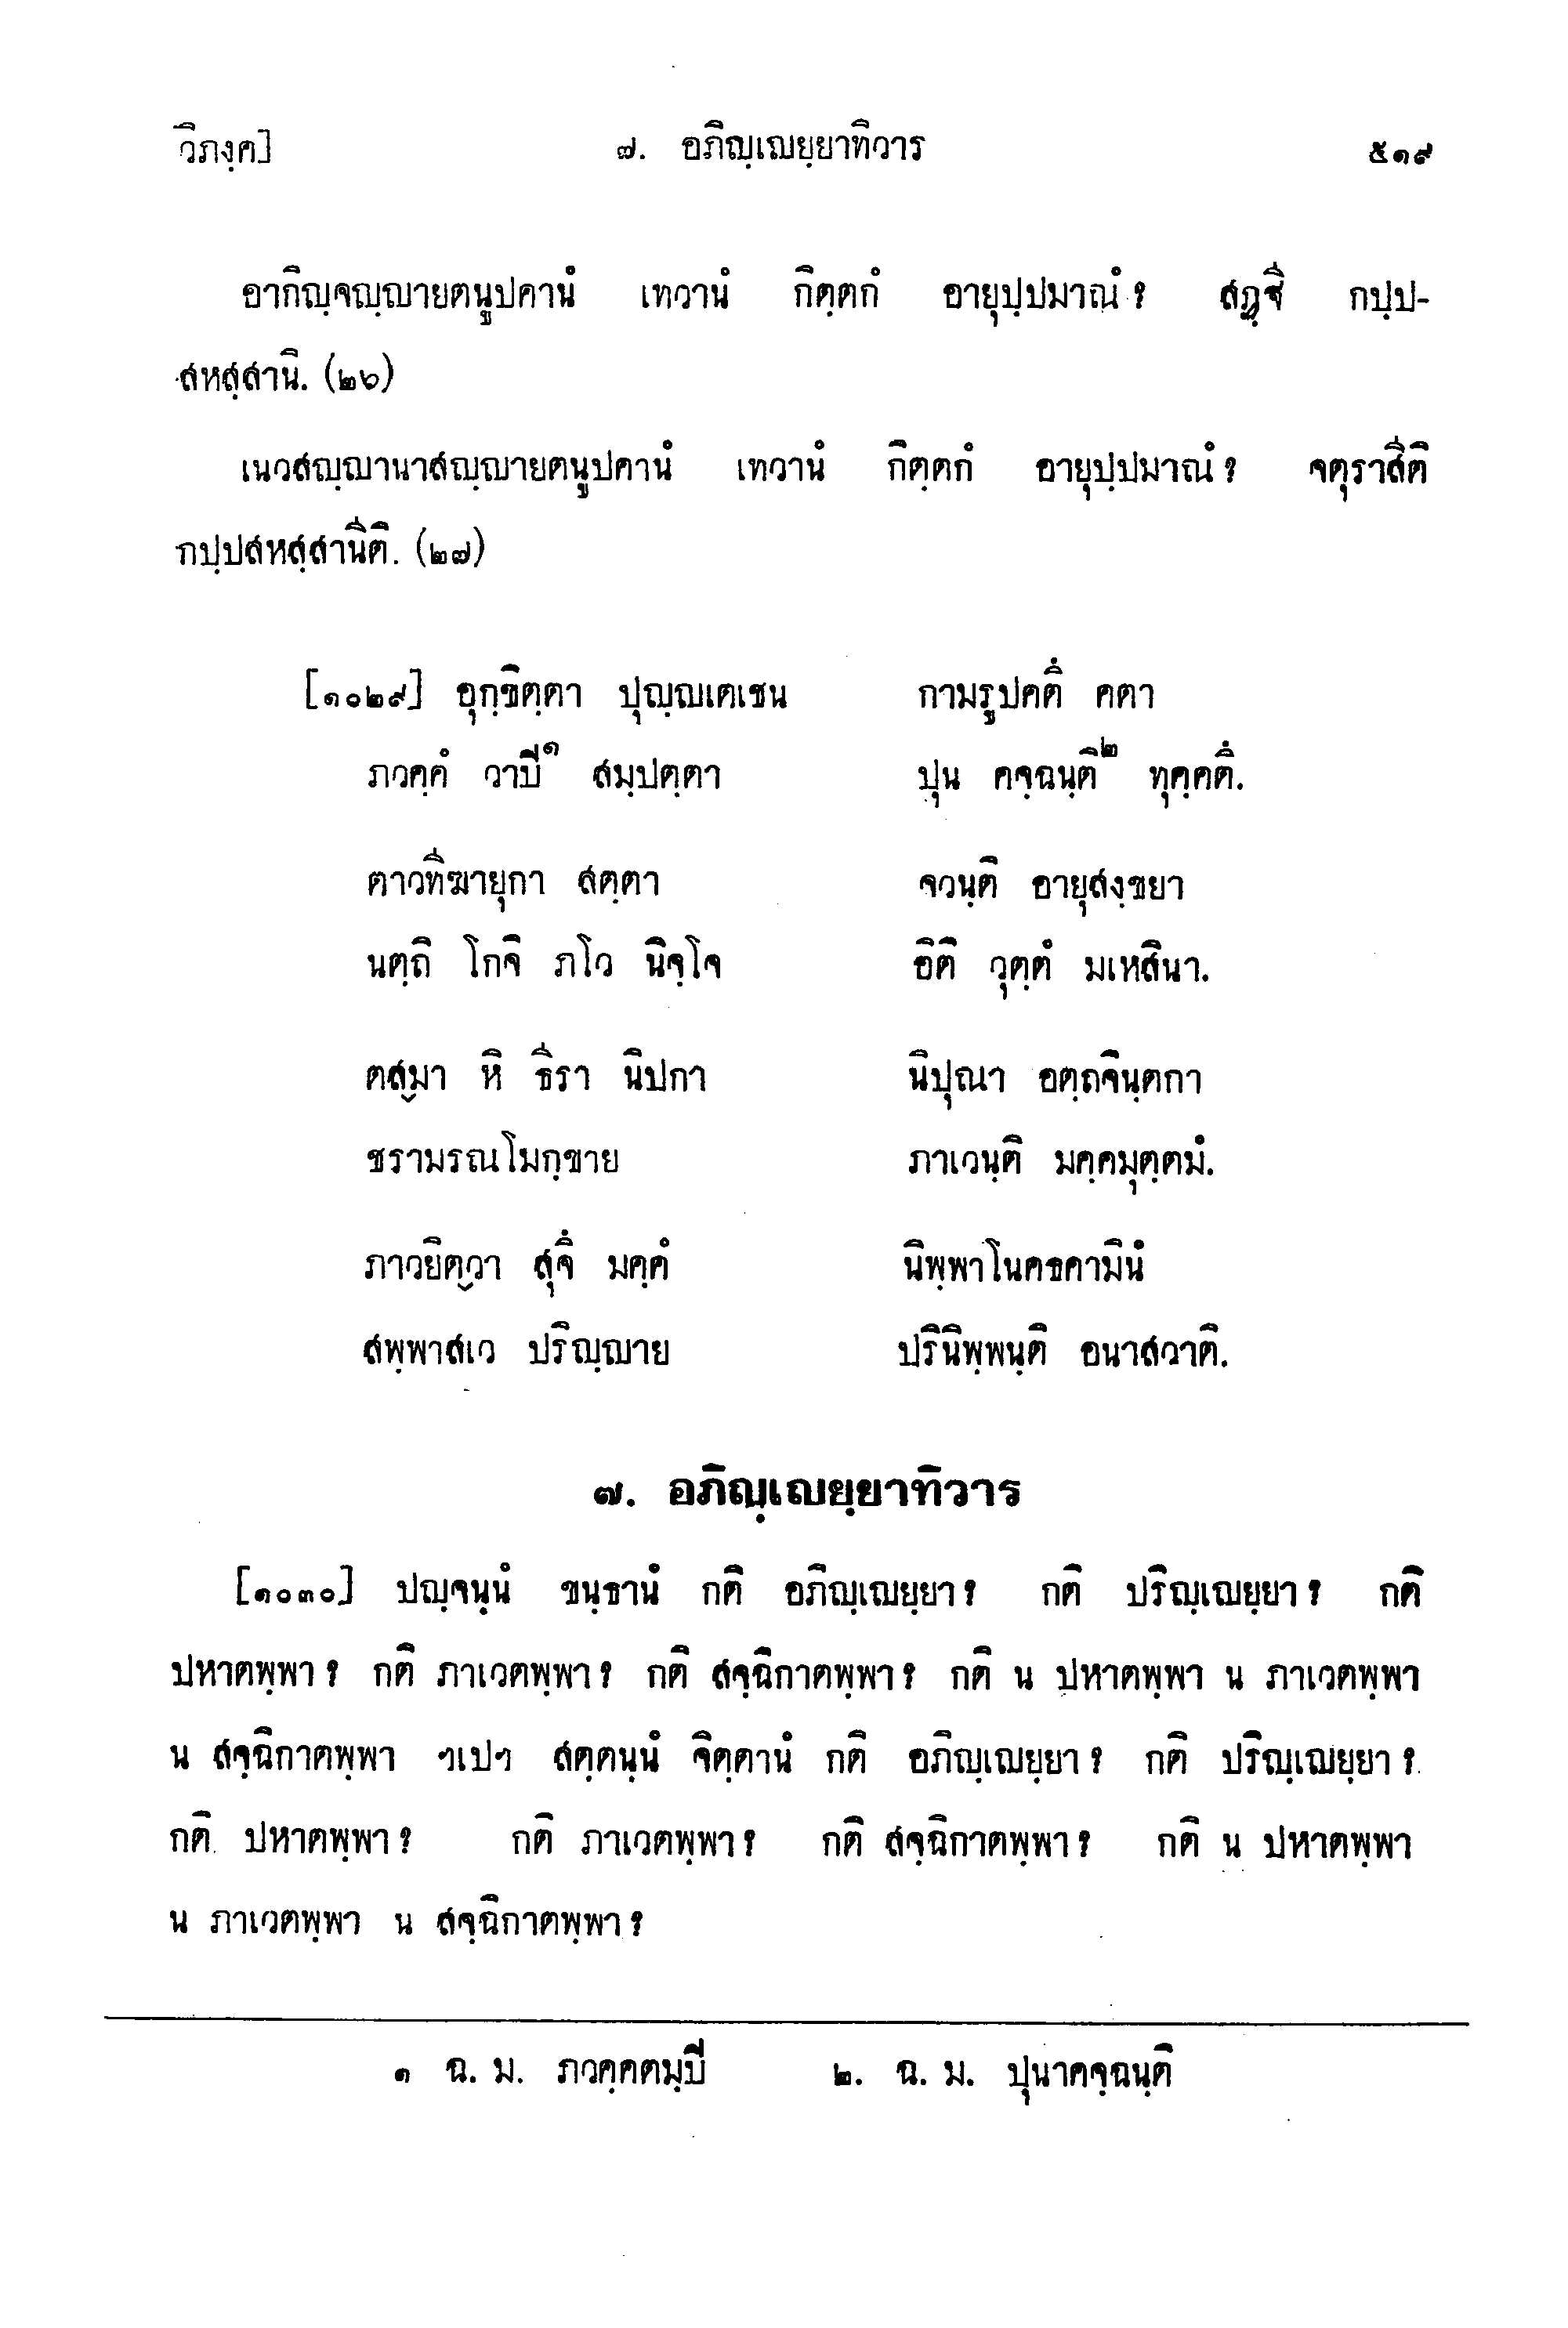 วิภงฺค]
๗. อภิญฺเญยฺยาทิวาร
๕๑๙
อากิญฺจญฺญายตนูปคานํ เทวานํ กิตฺตกํ อายุปฺปมาณํ? สฏฺฐึ กปฺป-
สหสฺสานิ. (๒๖)
เนวสญฺญานาสญฺญายตนูปคานํ เทวานํ กิตฺตกํ อายุปฺปมาณํ? จตุราสีติ
กปฺปสหสฺสานีติ. (๒๗)
[๑๐๒๙] อุกฺขิตฺตา ปุญฺญเตเชน กามรูปคตึ คตา
ภวคฺคํ วาปี๑ สมฺปตฺตา ปุน คจฺฉนฺติ๒ ทุคฺคตึ.
ตาวทีฆายุกา สตฺตา จวนฺติ อายุสงฺขยา
นตฺถิ โกจิ ภโว นิจฺโจ อิติ วุตฺตํ มเหสินา.
ตสฺมา หิ ธีรา นิปกา นิปุณา อตฺถจินฺตกา
ชรามรณโมกฺขาย ภาเวนฺติ มคฺคมุตฺตมํ.
ภาวยิตฺวา สุจึ มคฺคํ นิพฺพาโนคธคามินํ
สพฺพาสเว ปริญฺญาย ปรินิพฺพนฺติ อนาสวาติ.
๗. อภิญฺเญยฺยาทิวาร
[๑๐๓๐] ปญฺจนฺนํ ขนฺธานํ กติ อภิญฺเญยฺยา? กติ ปริญฺเญยฺยา? กติ
ปหาตพฺพา? กติ ภาเวตพฺพา? กติ สจฺฉิกาตพฺพา? กติ น ปหาตพฺพา น ภาเวตพฺพา
น สจฺฉิกาตพฺพา ฯเปฯ สตฺตนฺนํ จิตฺตานํ กติ อภิญฺเญยฺยา? กติ ปริญฺเญยฺยา?
กติ ปหาตพฺพา? กติ ภาเวตพฺพา? กติ สจฺฉิกาตพฺพา? กติ น ปหาตพฺพา
น ภาเวตพฺพา น สจฺฉิกาตพฺพา?
๑ ฉ. ม. ภวคฺคตมฺปี ๒. ฉ. ม. ปุนาคจฺฉนฺติ